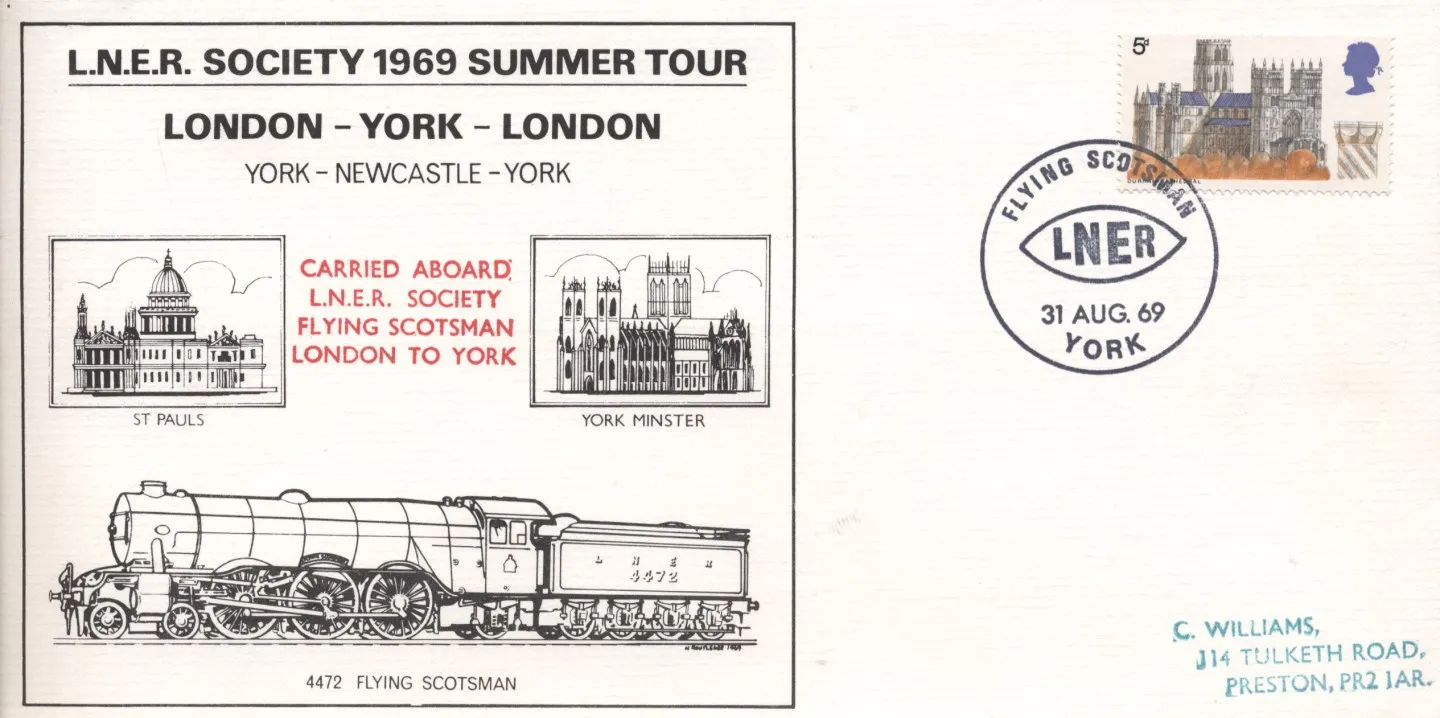 L.N.E.R. SOCIETY 1969 SUMMER TOUR
LONDON – YORK – LONDON
YORK – NEWCASTLE – YORK
CARRIED ABOARD,
L.N.E.R. SOCIETY
FLYING SCOTSMAN
LONDON TO YORK
ST PAULS
YORK MINSTER
L N E R
4472
4472 FLYING SCOTSMAN
5d
FLYING SCOTSMAN
LNER
31 AUG. 69
YORK
C. WILLIAMS,
114 TULKETH ROAD,
PRESTON, PR2 1AR.